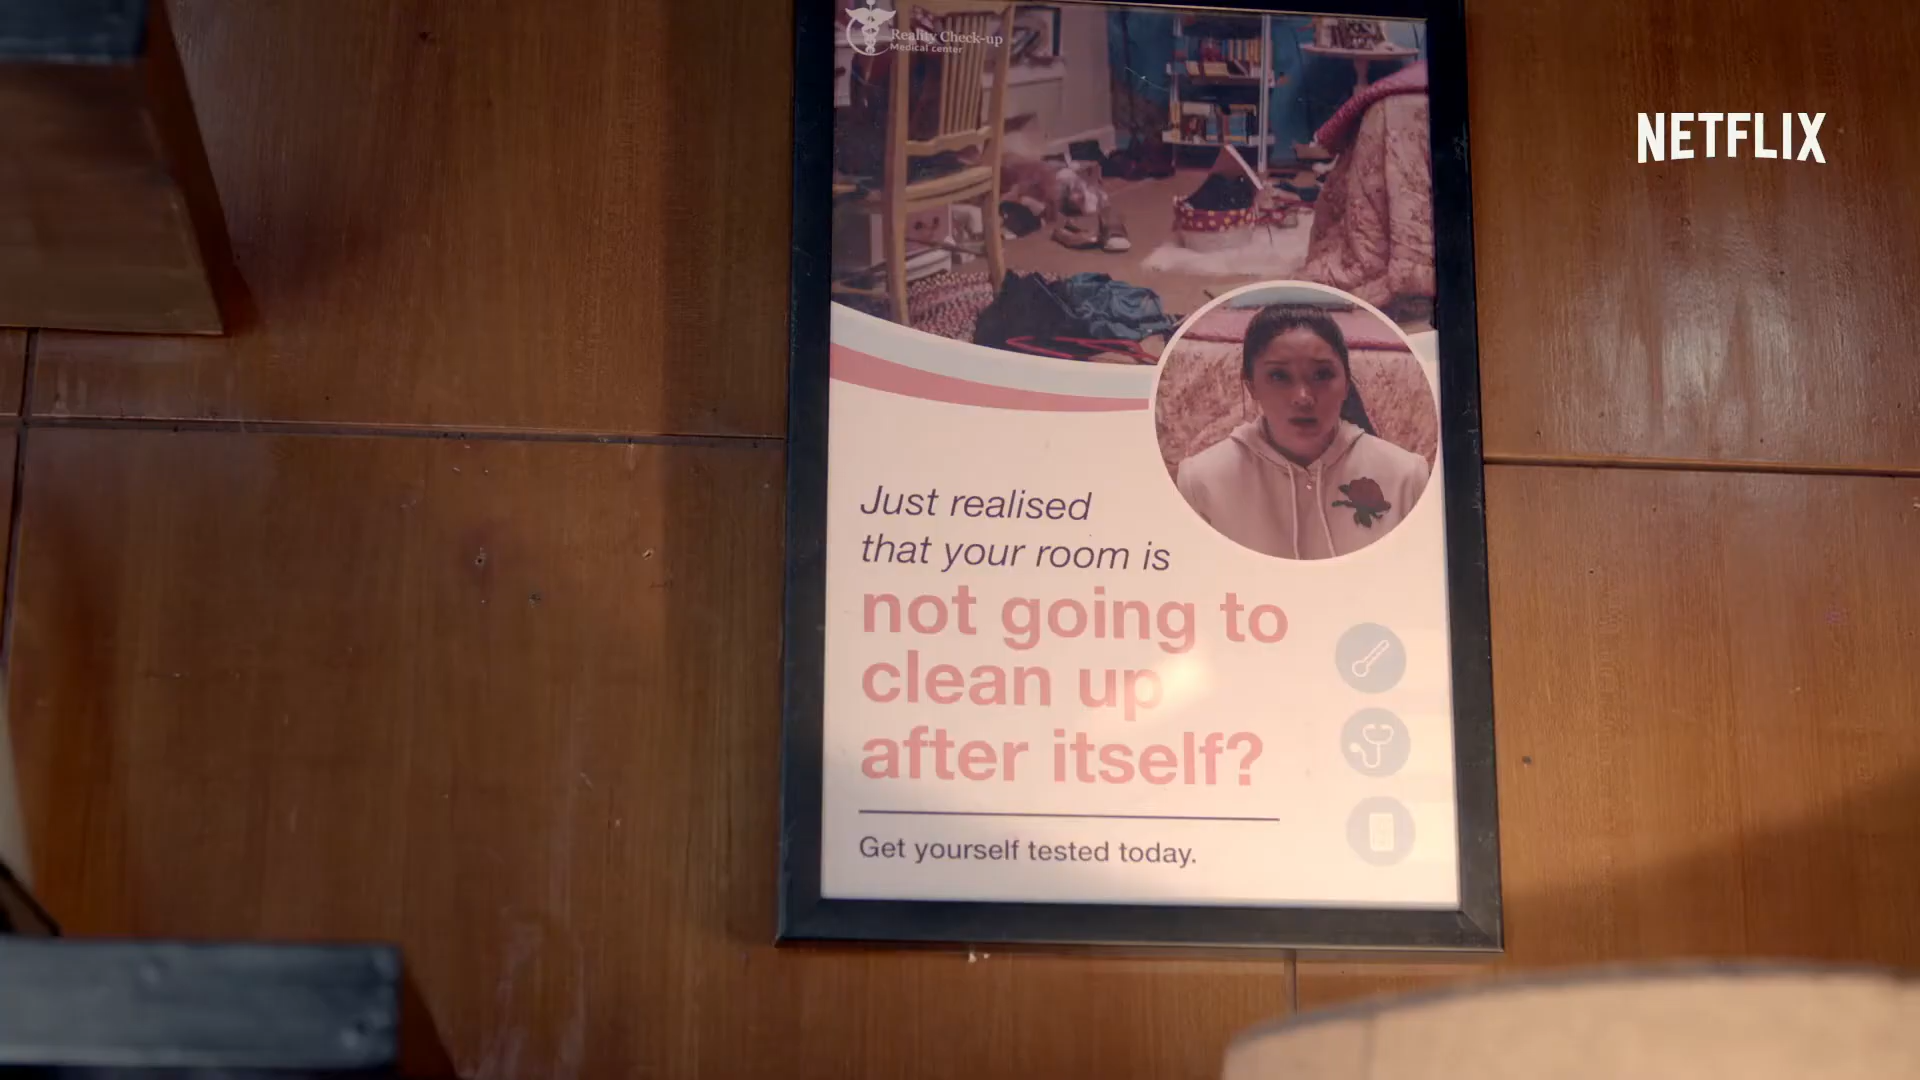 Reality Check-up
Medical center
NETFLIX
Just realised
that your room is
not going to
clean up
after itself?
Get yourself tested today.